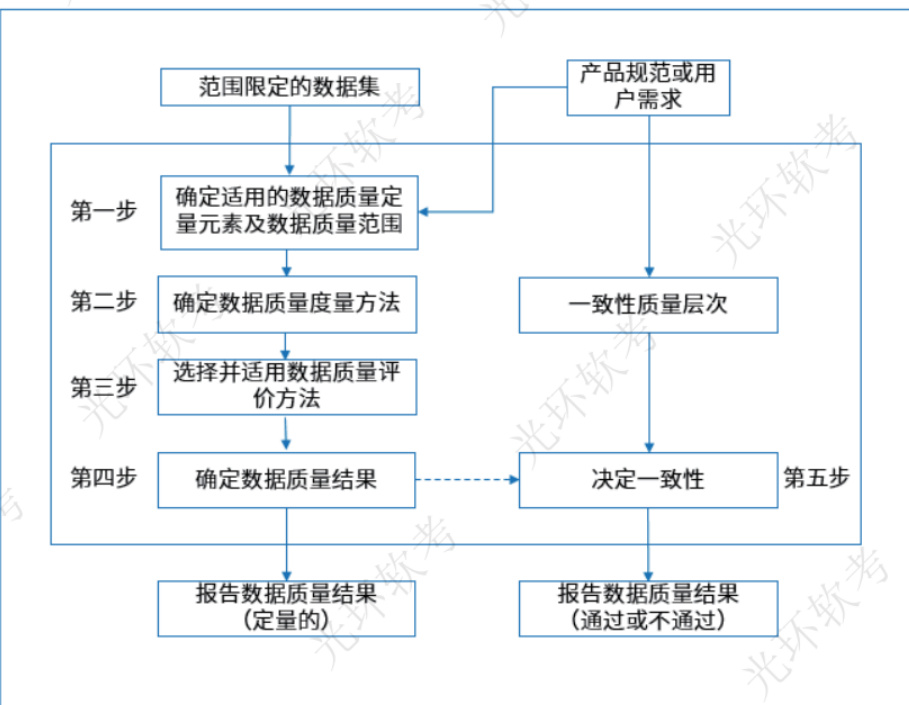 范围限定的数据集
产品规范或用
户需求
第一步
确定适用的数据质量定
量元素及数据质量范围
第二步
确定数据质量度量方法
一致性质量层次
第三步
选择并适用数据质量评
价方法
第四步
确定数据质量结果
决定一致性
第五步
报告数据质量结果
（定量的）
报告数据质量结果
（通过或不通过）
光环软考
光环软考
光环软考
光环软考
光环软考
光环软考